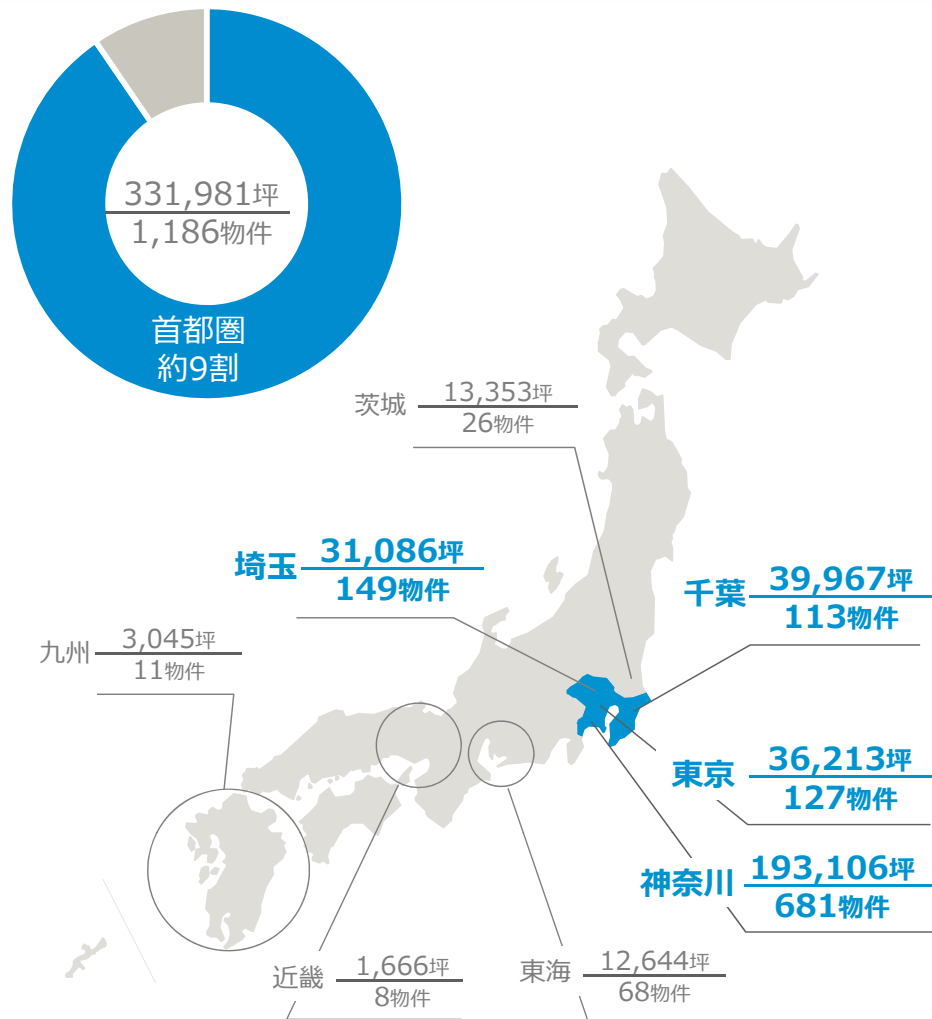 331,981坪
1,186物件
首都圏
約9割
茨城
13,353坪
26物件
埼玉
31,086坪
149物件
千葉
39,967坪
113物件
九州
3,045坪
11物件
東京
36,213坪
127物件
神奈川
193,106坪
681物件
近畿
1,666坪
8物件
東海
12,644坪
68物件